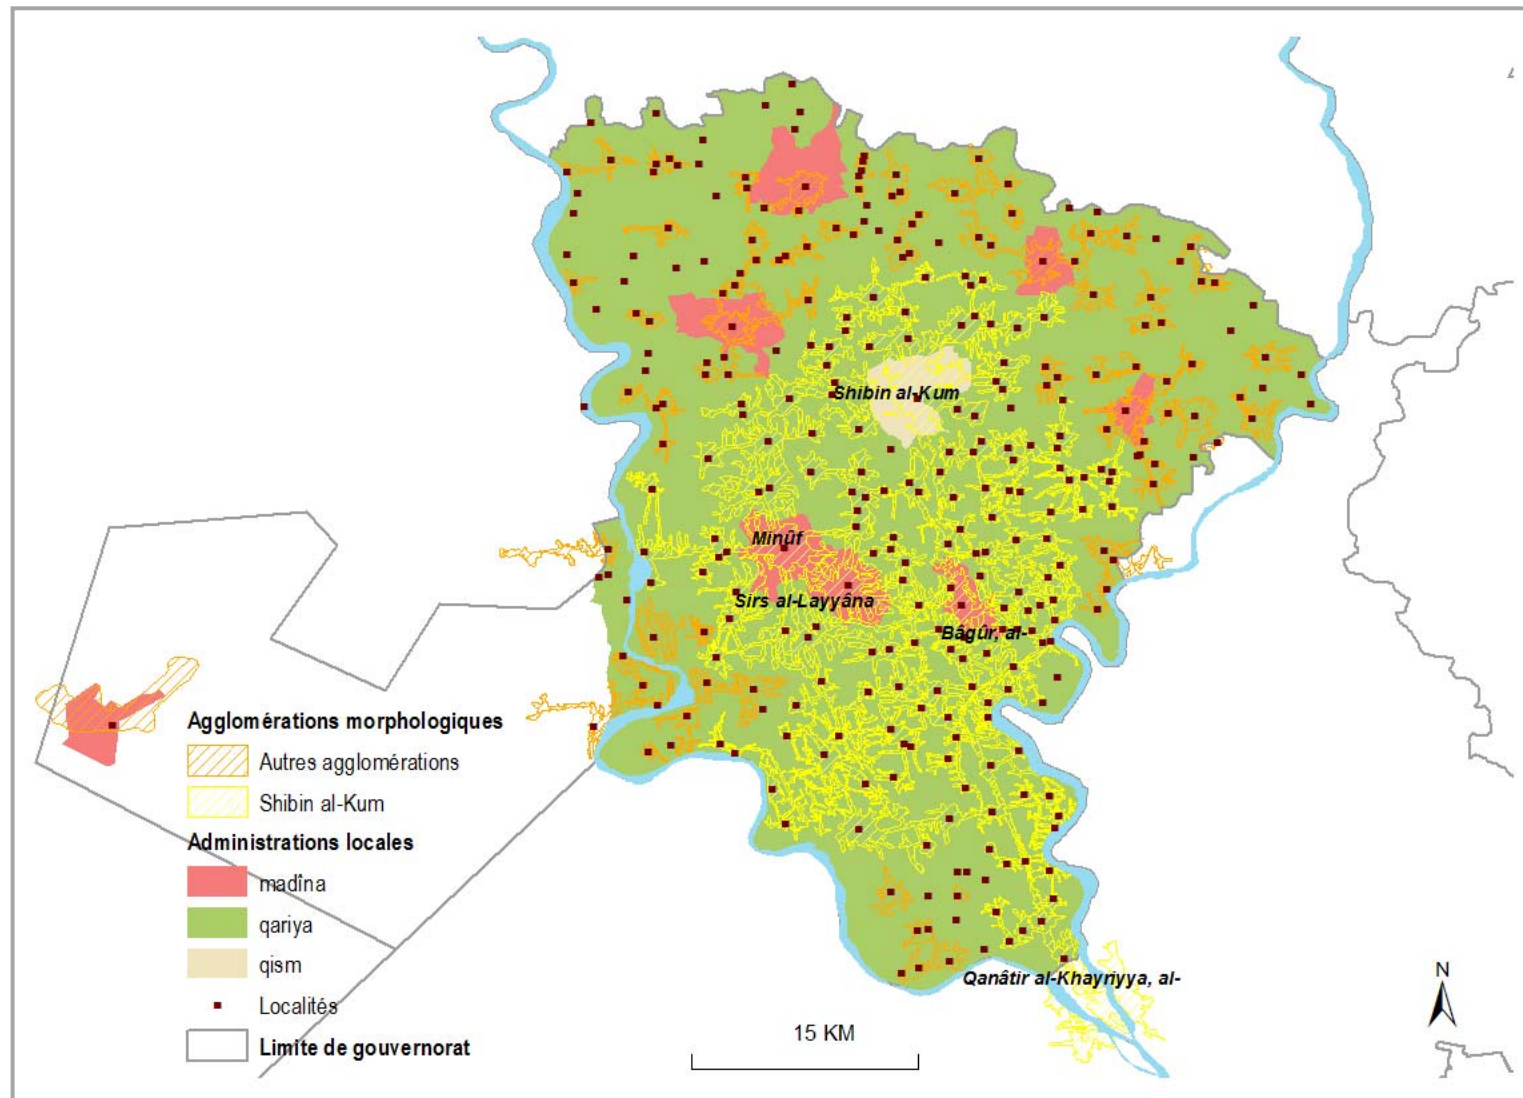 Shibin al-Kum
Minûf
Sirs al-Layyâna
Bâgûr, al-
Qanâtir al-Khayriyya, al-
Agglomérations morphologiques
Autres agglomérations
Shibin al-Kum
Administrations locales
madîna
qariya
qism
Localités
Limite de gouvernorat
15 KM
N